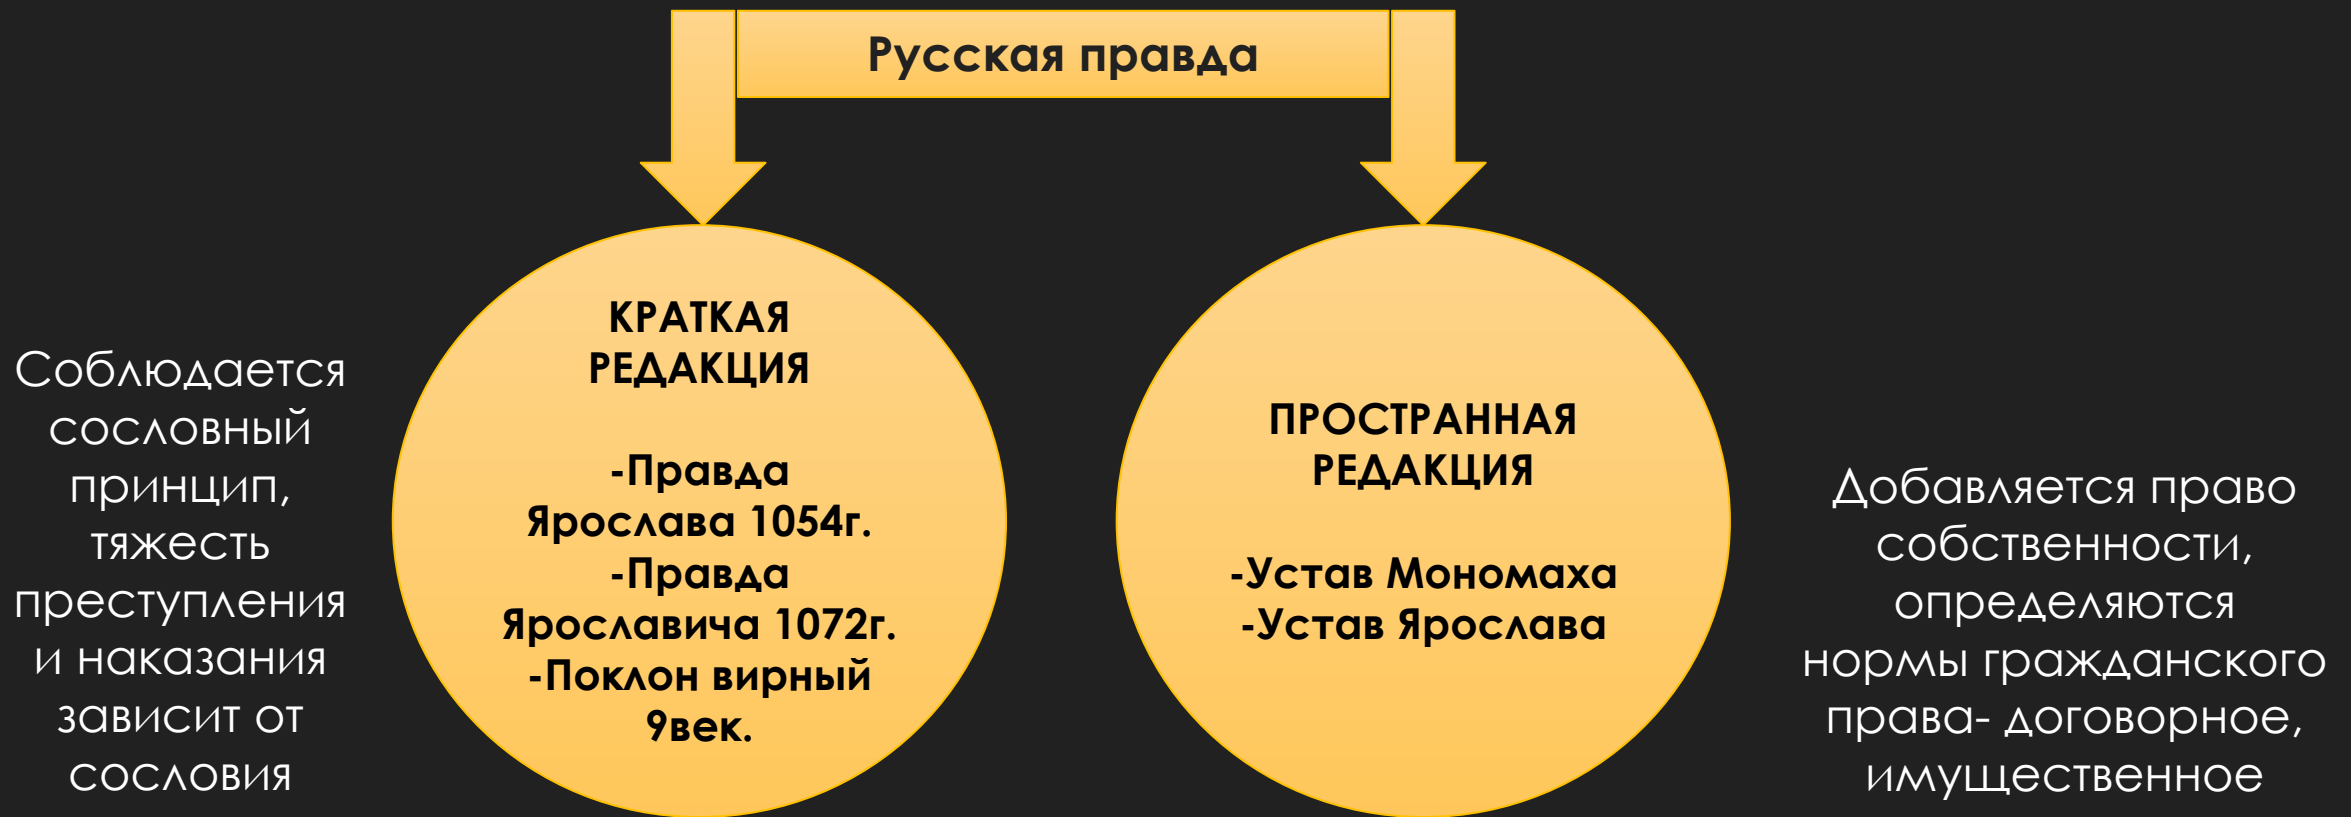 Русская правда
Соблюдается
сословный
принцип,
тяжесть
преступления
и наказания
зависит от
сословия
КРАТКАЯ
РЕДАКЦИЯ
-Правда
Ярослава 1054г.
-Правда
Ярославича 1072г.
-Поклон вирный
9век.
ПРОСТРАННАЯ
РЕДАКЦИЯ
-Устав Мономаха
-Устав Ярослава
Добавляется право
собственности,
определяются
нормы гражданского
права- договорное,
имущественное